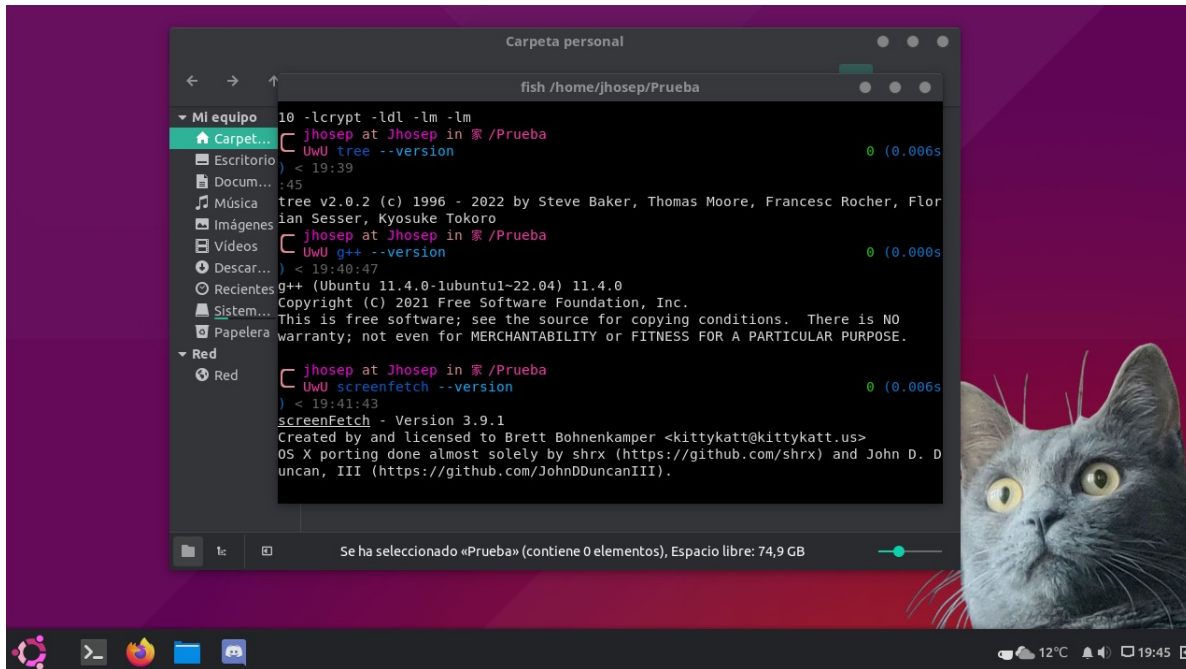 Carpeta personal
fish /home/jhosep/Prueba
Mi equipo
Carpet...
Escritorio
Docum...
Música
Imágenes
Vídeos
Descar...
Recientes
Sistem...
Papelera
Red
Red
10 -lcrypt -ldl -lm -lm
jhosep at Jhosep in 家 /Prueba
UwU tree --version 0 (0.006s
) < 19:39
:45
tree v2.0.2 (c) 1996 - 2022 by Steve Baker, Thomas Moore, Francesc Rocher, Flor
ian Sesser, Kyosuke Tokoro
jhosep at Jhosep in 家 /Prueba
UwU g++ --version 0 (0.000s
) < 19:40:47
g++ (Ubuntu 11.4.0-1ubuntu1~22.04) 11.4.0
Copyright (C) 2021 Free Software Foundation, Inc.
This is free software; see the source for copying conditions.  There is NO
warranty; not even for MERCHANTABILITY or FITNESS FOR A PARTICULAR PURPOSE.
jhosep at Jhosep in 家 /Prueba
UwU screenfetch --version 0 (0.006s
) < 19:41:43
screenFetch - Version 3.9.1
Created by and licensed to Brett Bohnenkamper <kittykatt@kittykatt.us>
OS X porting done almost solely by shrx (https://github.com/shrx) and John D. D
uncan, III (https://github.com/JohnDDuncanIII).
Se ha seleccionado «Prueba» (contiene 0 elementos), Espacio libre: 74,9 GB
12°C 19:45